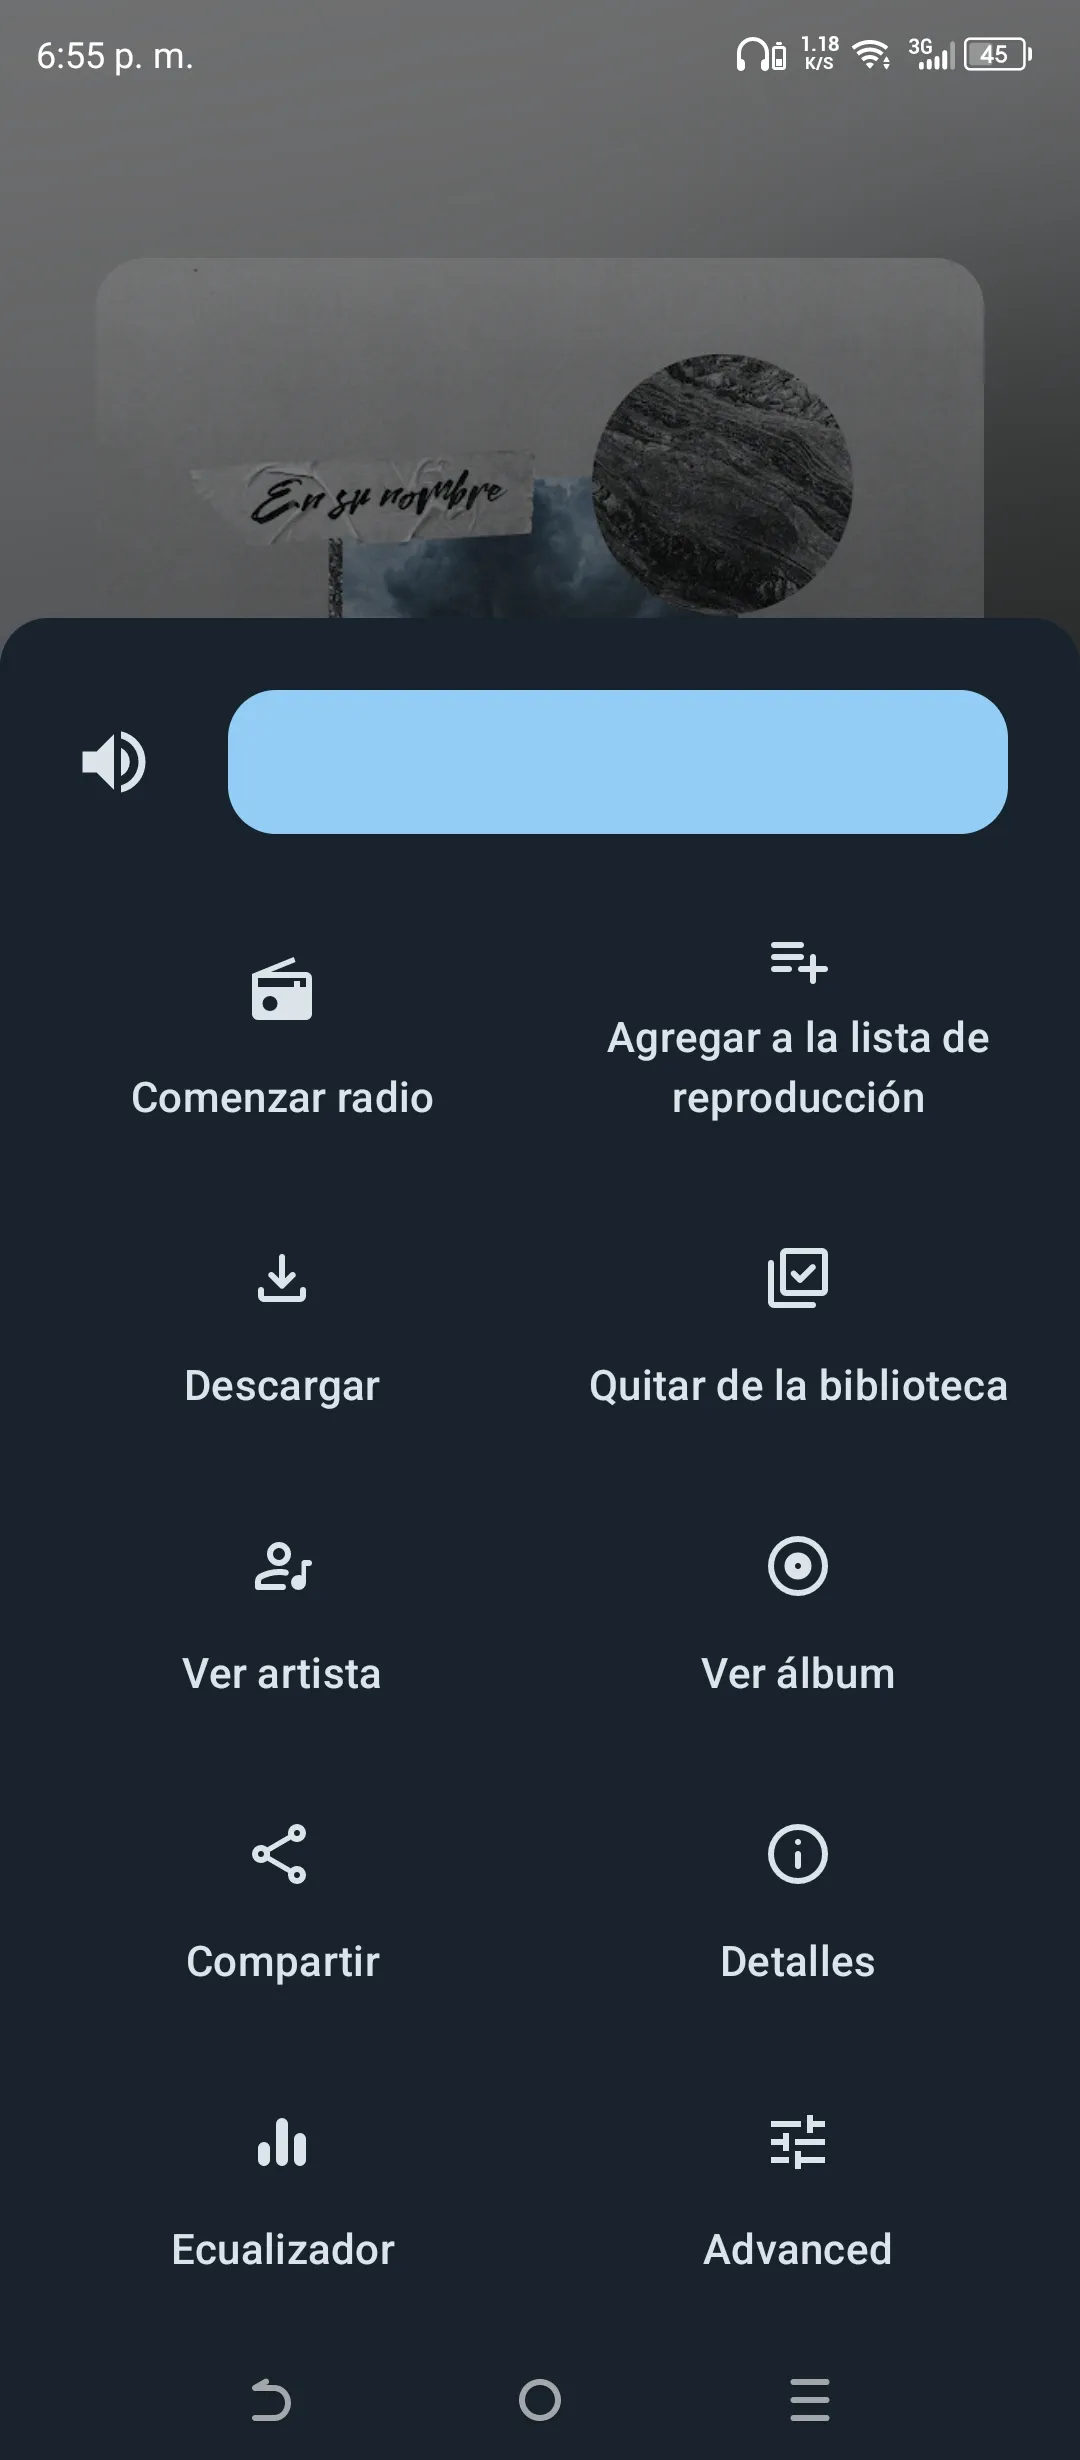 6:55 p. m.
1.18
K/S
3G
45
En su nombre
Comenzar radio
Agregar a la lista de
reproducción
Descargar
Quitar de la biblioteca
Ver artista
Ver álbum
Compartir
Detalles
Ecualizador
Advanced